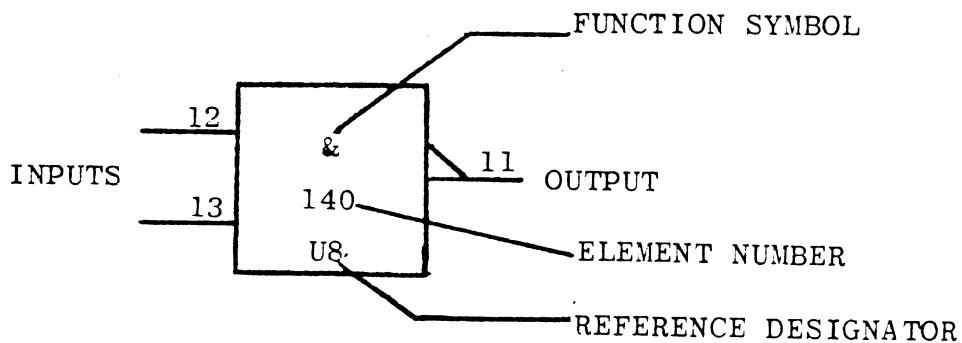 FUNCTION SYMBOL
12
&
11
INPUTS
OUTPUT
140
13
U8
ELEMENT NUMBER
REFERENCE DESIGNATOR